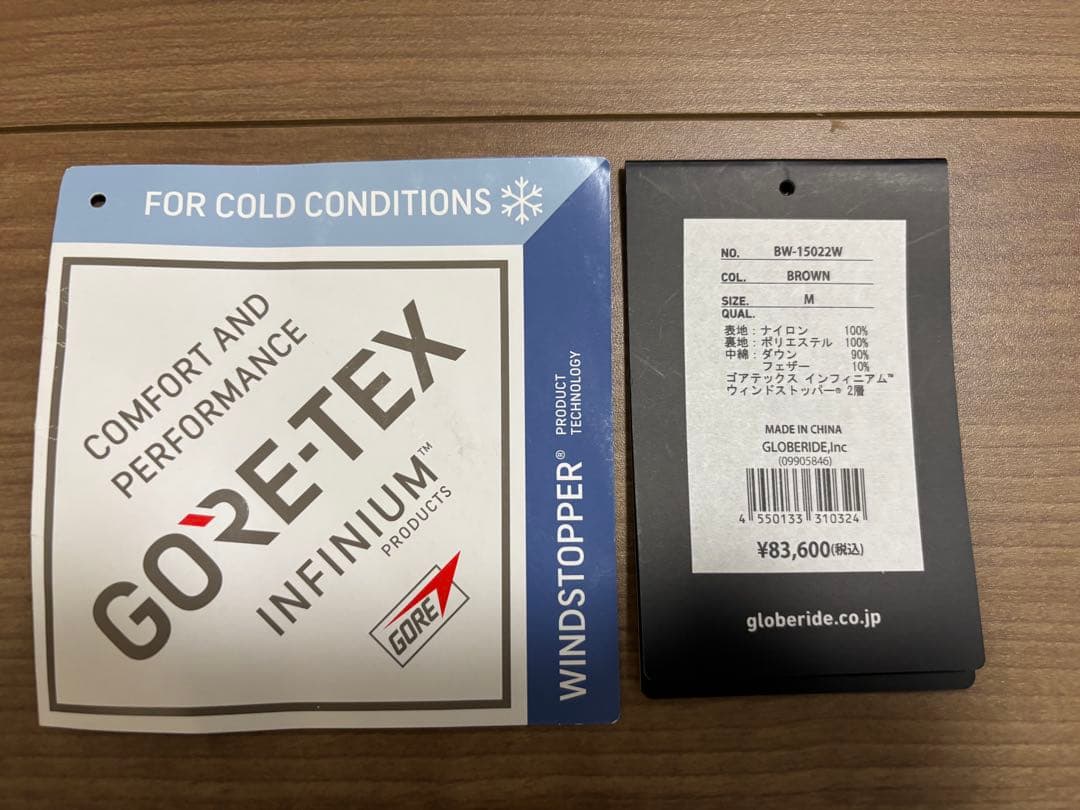 FOR COLD CONDITIONS
COMFORT AND
PERFORMANCE
GORE-TEX
INFINIUM™
PRODUCTS
GORE
WINDSTOPPER® PRODUCT
TECHNOLOGY
NO. BW-15022W
COL. BROWN
SIZE. M
QUAL.
表地：ナイロン 100%
裏地：ポリエステル 100%
中綿：ダウン 90%
フェザー 10%
ゴアテックス インフィニアム™
ウィンドストッパー® 2層
MADE IN CHINA
GLOBERIDE,Inc
(09905846)
4 550133 310324
¥83,600(税込)
globeride.co.jp